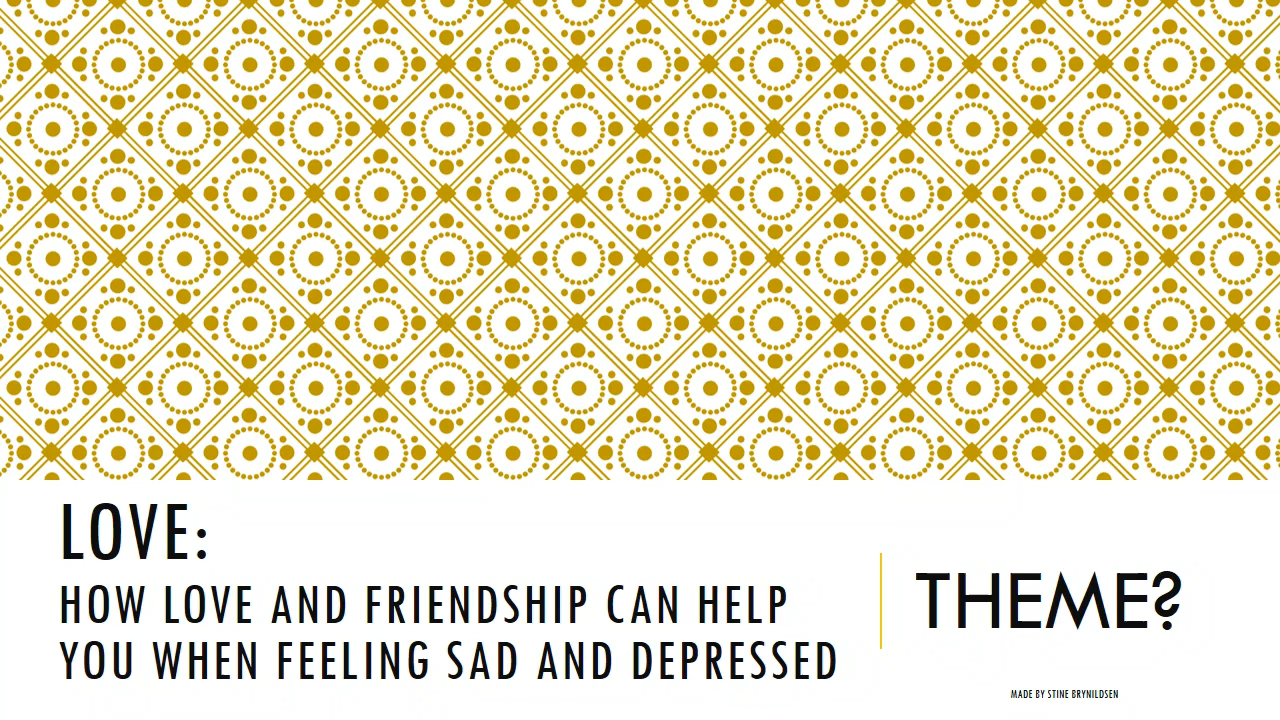 LOVE:
HOW LOVE AND FRIENDSHIP CAN HELP
YOU WHEN FEELING SAD AND DEPRESSED
THEME?
MADE BY STINE BRYNILDSEN